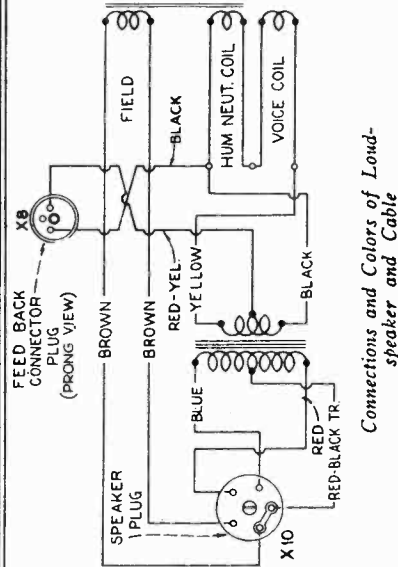 X8
FEED BACK
CONNECTOR
PLUG
(PRONG VIEW)
FIELD
BLACK
HUM NEUT. COIL
VOICE COIL
BROWN
BROWN
RED-YEL.
YELLOW
BLACK
BLUE
RED
RED-BLACK TR.
SPEAKER
PLUG
X10
Connections and Colors of Loud-
speaker and Cable